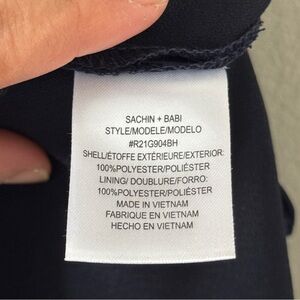 SACHIN + BABI
STYLE/MODELE/MODELO
#R21G904BH
SHELL/ÉTOFFE EXTÉRIEURE/EXTERIOR:
100%POLYESTER/POLIÉSTER
LINING/ DOUBLURE/FORRO:
100%POLYESTER/POLIÉSTER
MADE IN VIETNAM
FABRIQUE EN VIETNAM
HECHO EN VIETNAM